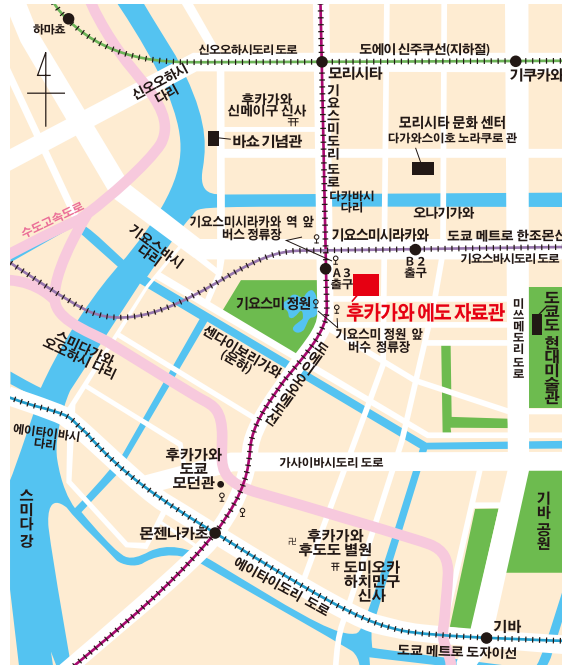 하마쵸
신오오하시도리 도로
도에이 신주쿠선(지하철)
모리시타
기쿠카와
신오오하시
다리
후카가와
신메이구 신사
바쇼 기념관
기요스미도리 도로
모리시타 문화 센터
다가와스이호 노라쿠로 관
다카바시
다리
오나기가와
수도고속도로
기요스바시
다리
기요스미시라카와 역 앞
버스 정류장
기요스미시라카와
도쿄 메트로 한조몬선
B 2
출구
기요스바시도리 도로
A 3
출구
기요스미 정원
후카가와 에도 자료관
기요스미 정원 앞
버수 정류장
미쓰메도리 도로
도쿄도 현대미술관
스미다가와
오오하시 다리
센다이보리가와
(운하)
도에이 오오에도선
에이타이바시
다리
가사이바시도리 도로
후카가와
도쿄
모던관
스미다 강
기바 공원
몬젠나카쵸
卍
후카가와
후도도 별원
도미오카
하치만구
신사
에이타이도리 도로
기바
도쿄 메트로 도자이선